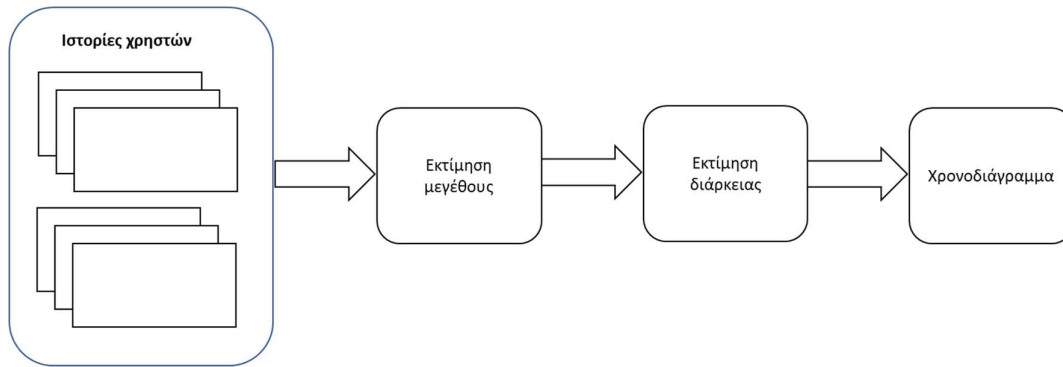 Ιστορίες χρηστών
Εκτίμηση
μεγέθους
Εκτίμηση
διάρκειας
Χρονοδιάγραμμα